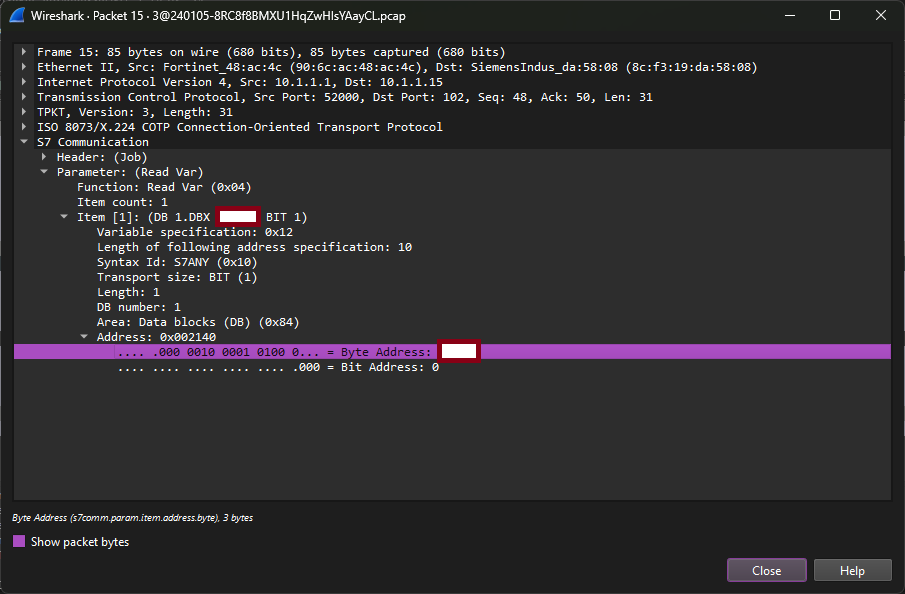 Wireshark · Packet 15 · 3@240105-8RC8f8BMXU1HqZwHIsYAayCL.pcap
Frame 15: 85 bytes on wire (680 bits), 85 bytes captured (680 bits)
Ethernet II, Src: Fortinet_48:ac:4c (90:6c:ac:48:ac:4c), Dst: SiemensIndus_da:58:08 (8c:f3:19:da:58:08)
Internet Protocol Version 4, Src: 10.1.1.1, Dst: 10.1.1.15
Transmission Control Protocol, Src Port: 52000, Dst Port: 102, Seq: 48, Ack: 50, Len: 31
TPKT, Version: 3, Length: 31
ISO 8073/X.224 COTP Connection-Oriented Transport Protocol
S7 Communication
Header: (Job)
Parameter: (Read Var)
Function: Read Var (0x04)
Item count: 1
Item [1]: (DB 1.DBX BIT 1)
Variable specification: 0x12
Length of following address specification: 10
Syntax Id: S7ANY (0x10)
Transport size: BIT (1)
Length: 1
DB number: 1
Area: Data blocks (DB) (0x84)
Address: 0x002140
.... .000 0010 0001 0100 0... = Byte Address:
.... .... .... .... .... .000 = Bit Address: 0
Byte Address (s7comm.param.item.address.byte), 3 bytes
Show packet bytes
Close
Help